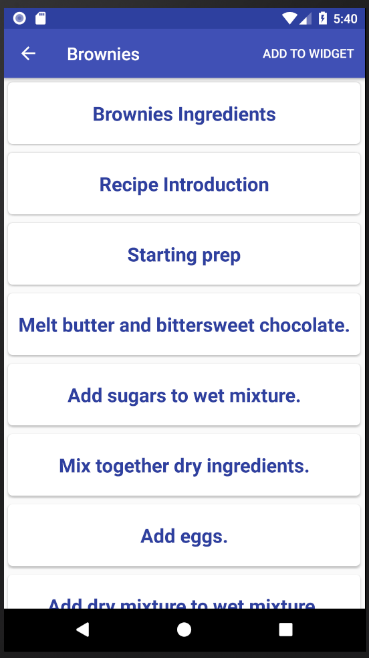 5:40
Brownies
ADD TO WIDGET
Brownies Ingredients
Recipe Introduction
Starting prep
Melt butter and bittersweet chocolate.
Add sugars to wet mixture.
Mix together dry ingredients.
Add eggs.
Add dry mixture to wet mixture